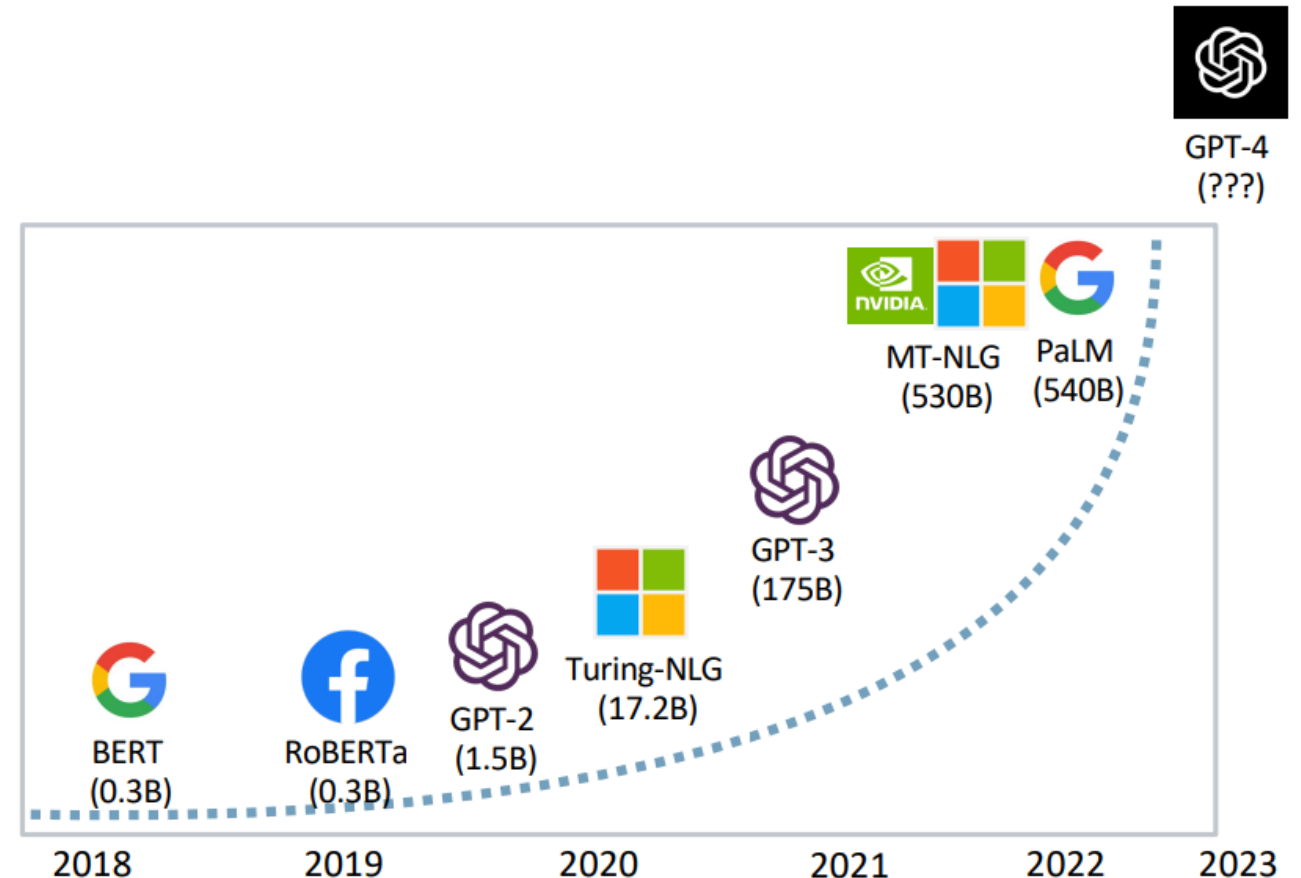 GPT-4
(???)
NVIDIA.
MT-NLG
(530B)
PaLM
(540B)
GPT-3
(175B)
Turing-NLG
(17.2B)
GPT-2
(1.5B)
BERT
(0.3B)
RoBERTa
(0.3B)
2018
2019
2020
2021
2022
2023